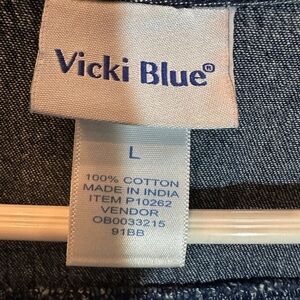 Vicki Blue®
L
100% COTTON
MADE IN INDIA
ITEM P10262
VENDOR
OB0033215
91BB